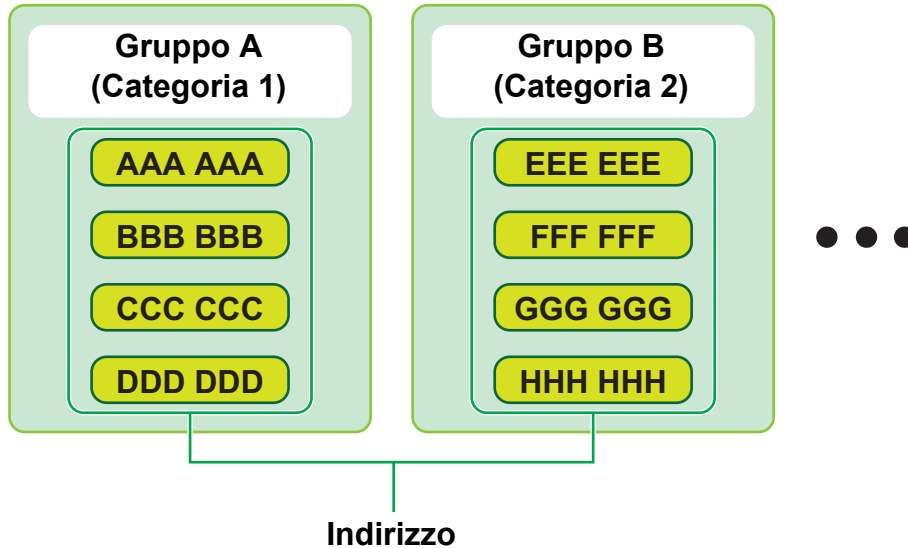 Gruppo A
(Categoria 1)
AAA AAA
BBB BBB
CCC CCC
DDD DDD
Gruppo B
(Categoria 2)
EEE EEE
FFF FFF
GGG GGG
HHH HHH
Indirizzo